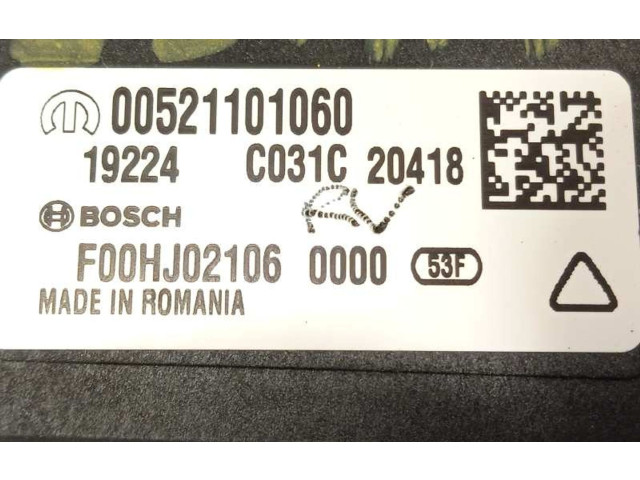 00521101060
19224 C031C 20418
BOSCH
F00HJ02106 0000 53F
MADE IN ROMANIA